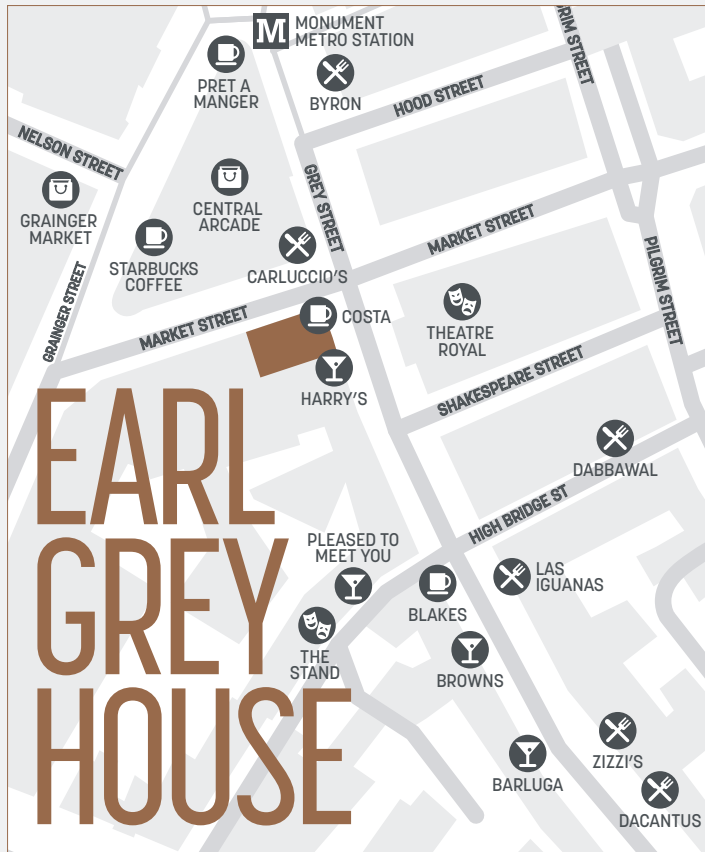 M
MONUMENT
METRO STATION
PRET A
MANGER
BYRON
RIM STREET
HOOD STREET
NELSON STREET
GREY STREET
GRAINGER
MARKET
CENTRAL
ARCADE
STARBUCKS
COFFEE
CARLUCCIO'S
MARKET STREET
PILGRIM STREET
GRAINGER STREET
MARKET STREET
COSTA
THEATRE
ROYAL
HARRY'S
SHAKESPEARE STREET
DABBAWAL
HIGH BRIDGE ST
EARL
GREY
HOUSE
PLEASED TO
MEET YOU
LAS
IGUANAS
BLAKES
THE
STAND
BROWNS
BARLUGA
ZIZZI'S
DACANTUS